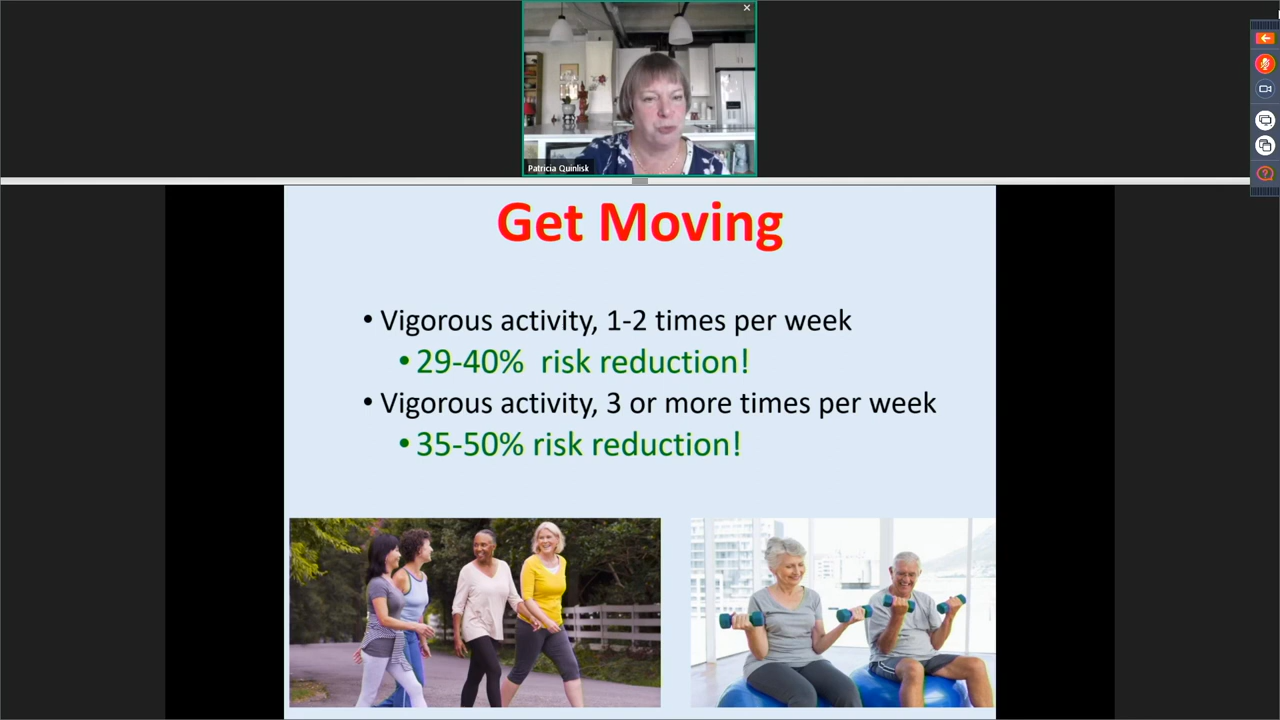 Patricia Quinlisk
Get Moving
• Vigorous activity, 1-2 times per week
• 29-40% risk reduction!
• Vigorous activity, 3 or more times per week
• 35-50% risk reduction!